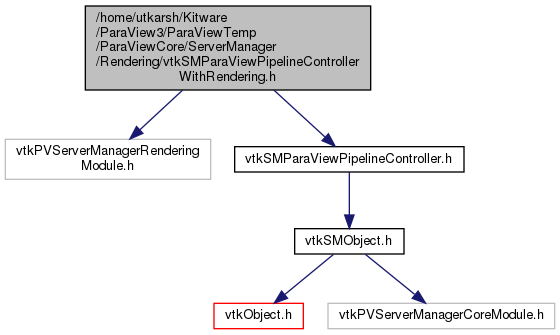 /home/utkarsh/Kitware
/ParaView3/ParaViewTemp
/ParaViewCore/ServerManager
/Rendering/vtkSMParaViewPipelineController
WithRendering.h
vtkPVServerManagerRendering
Module.h
vtkSMParaViewPipelineController.h
vtkSMObject.h
vtkObject.h
vtkPVServerManagerCoreModule.h